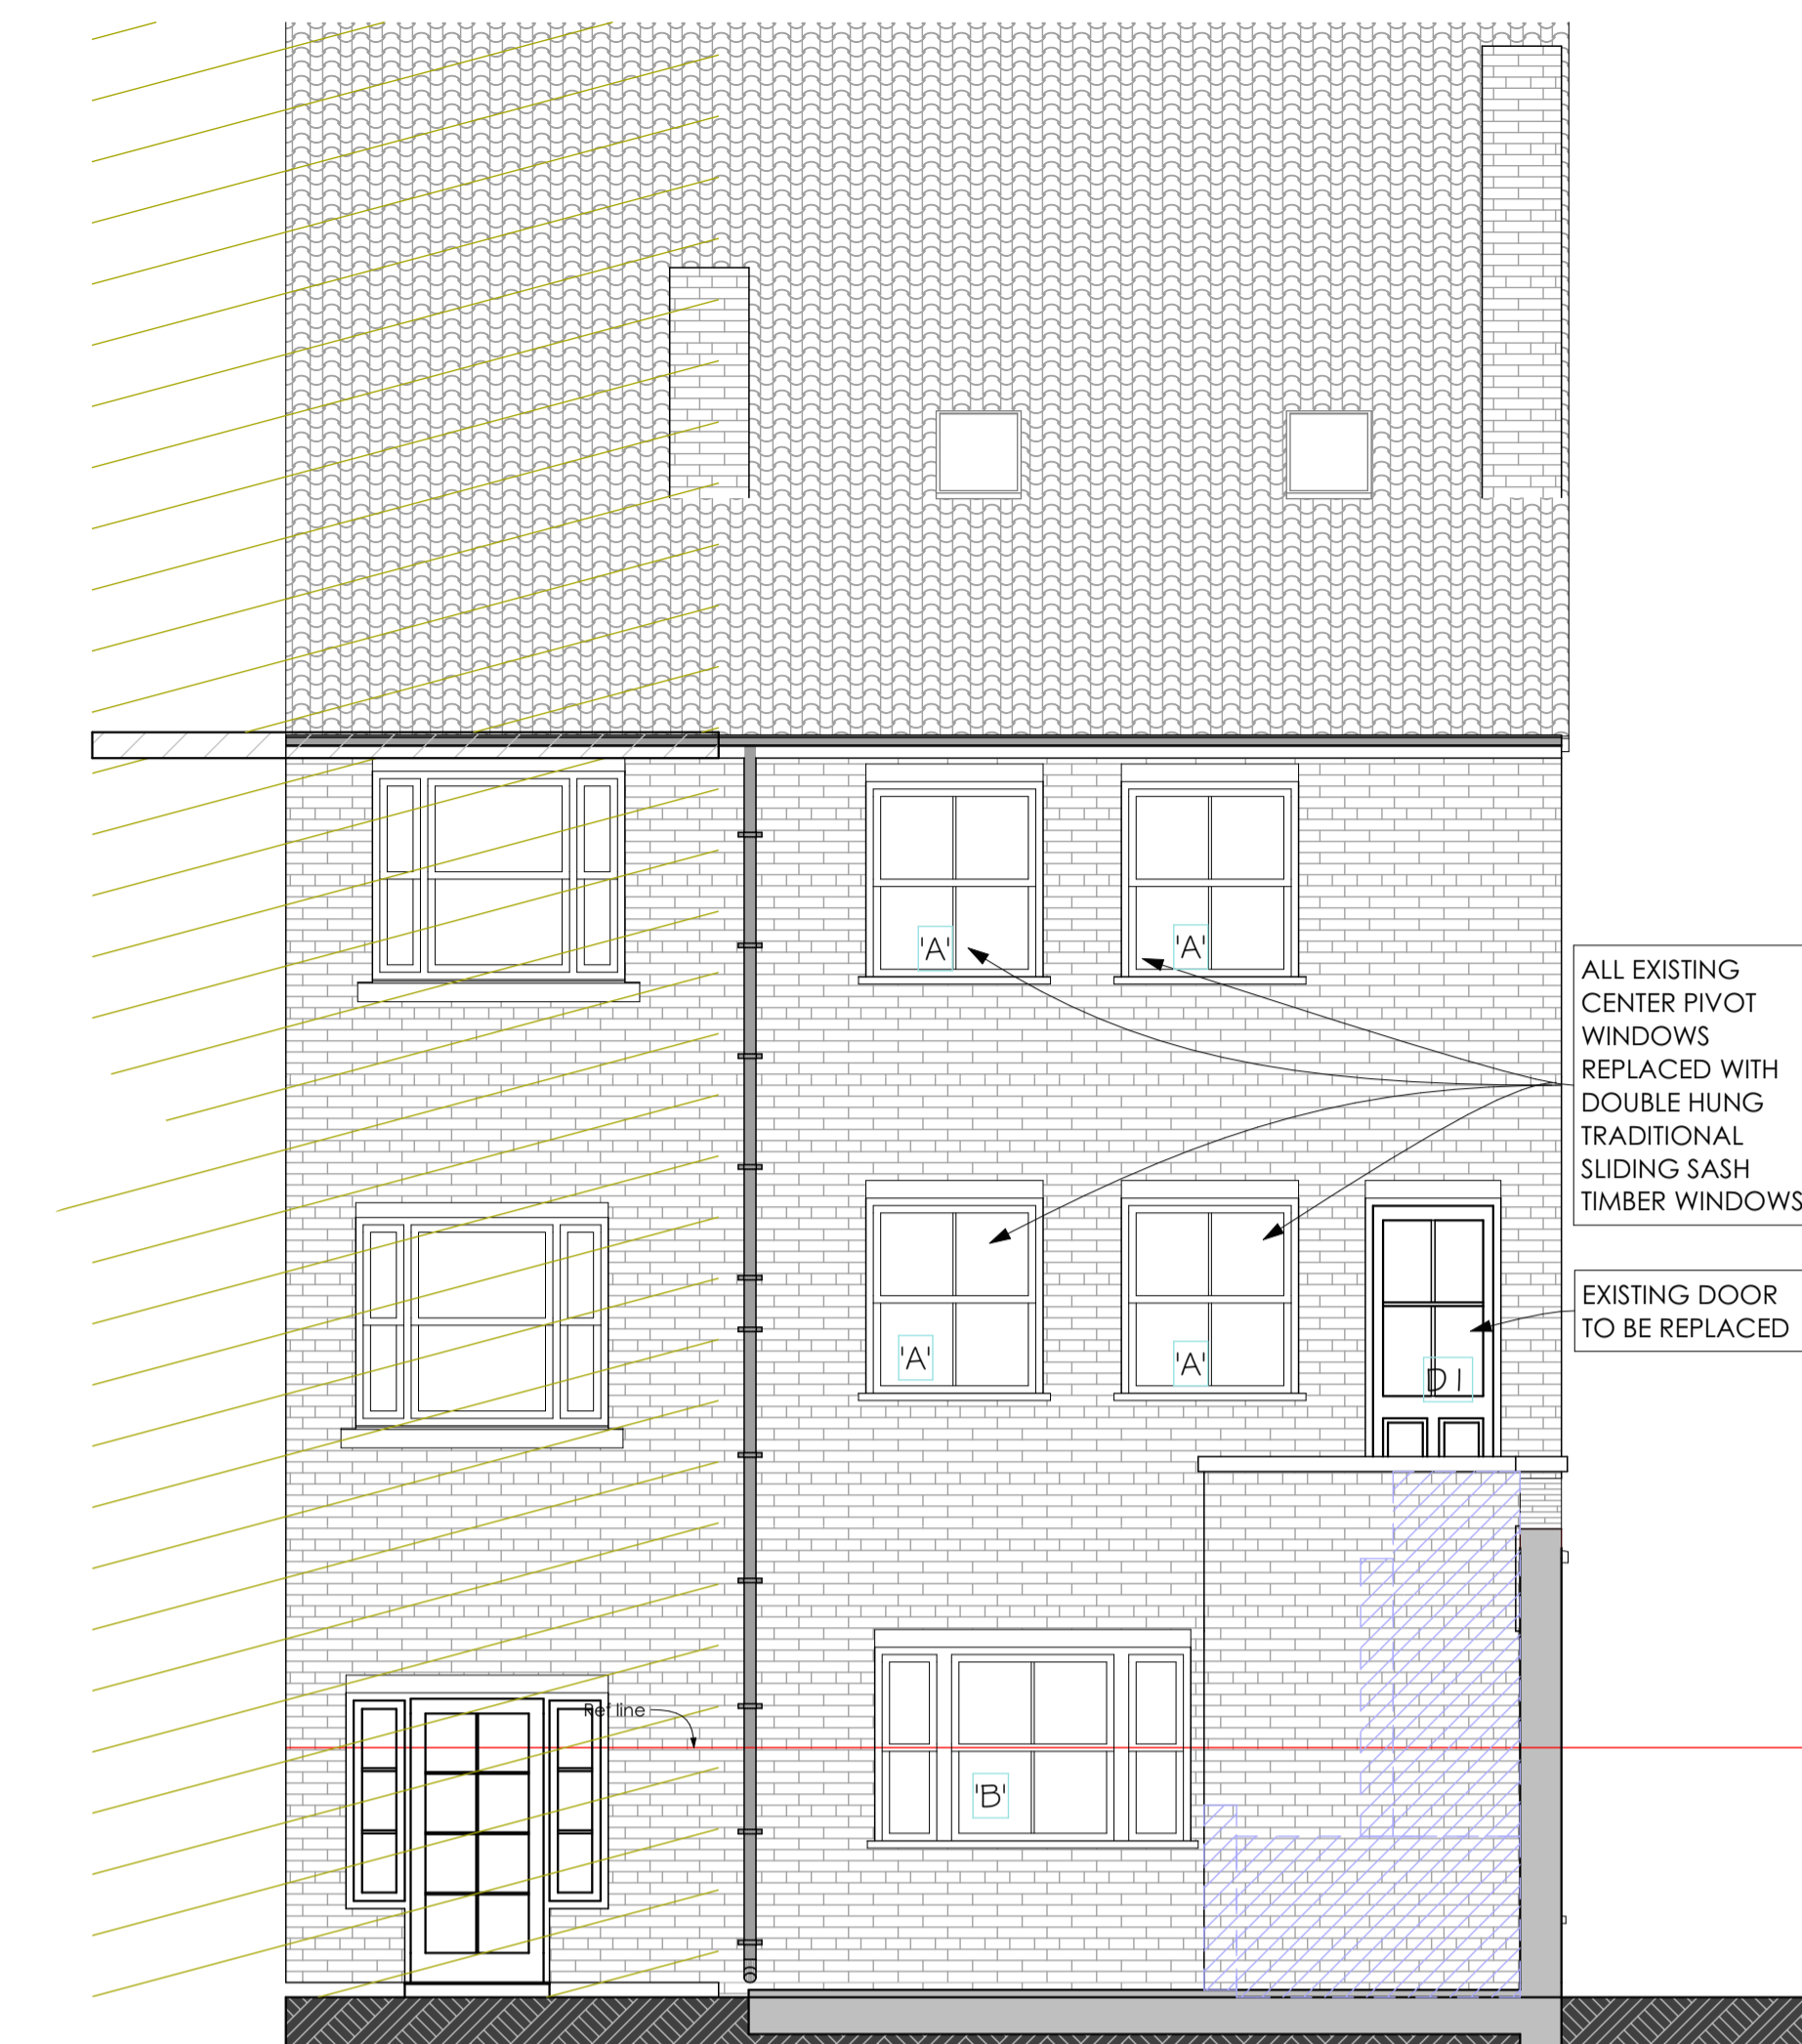 'A'
'A'
ALL EXISTING
CENTER PIVOT
WINDOWS
REPLACED WITH
DOUBLE HUNG
TRADITIONAL
SLIDING SASH
TIMBER WINDOWS
'A'
'A'
D1
EXISTING DOOR
TO BE REPLACED
Ref line
'B'